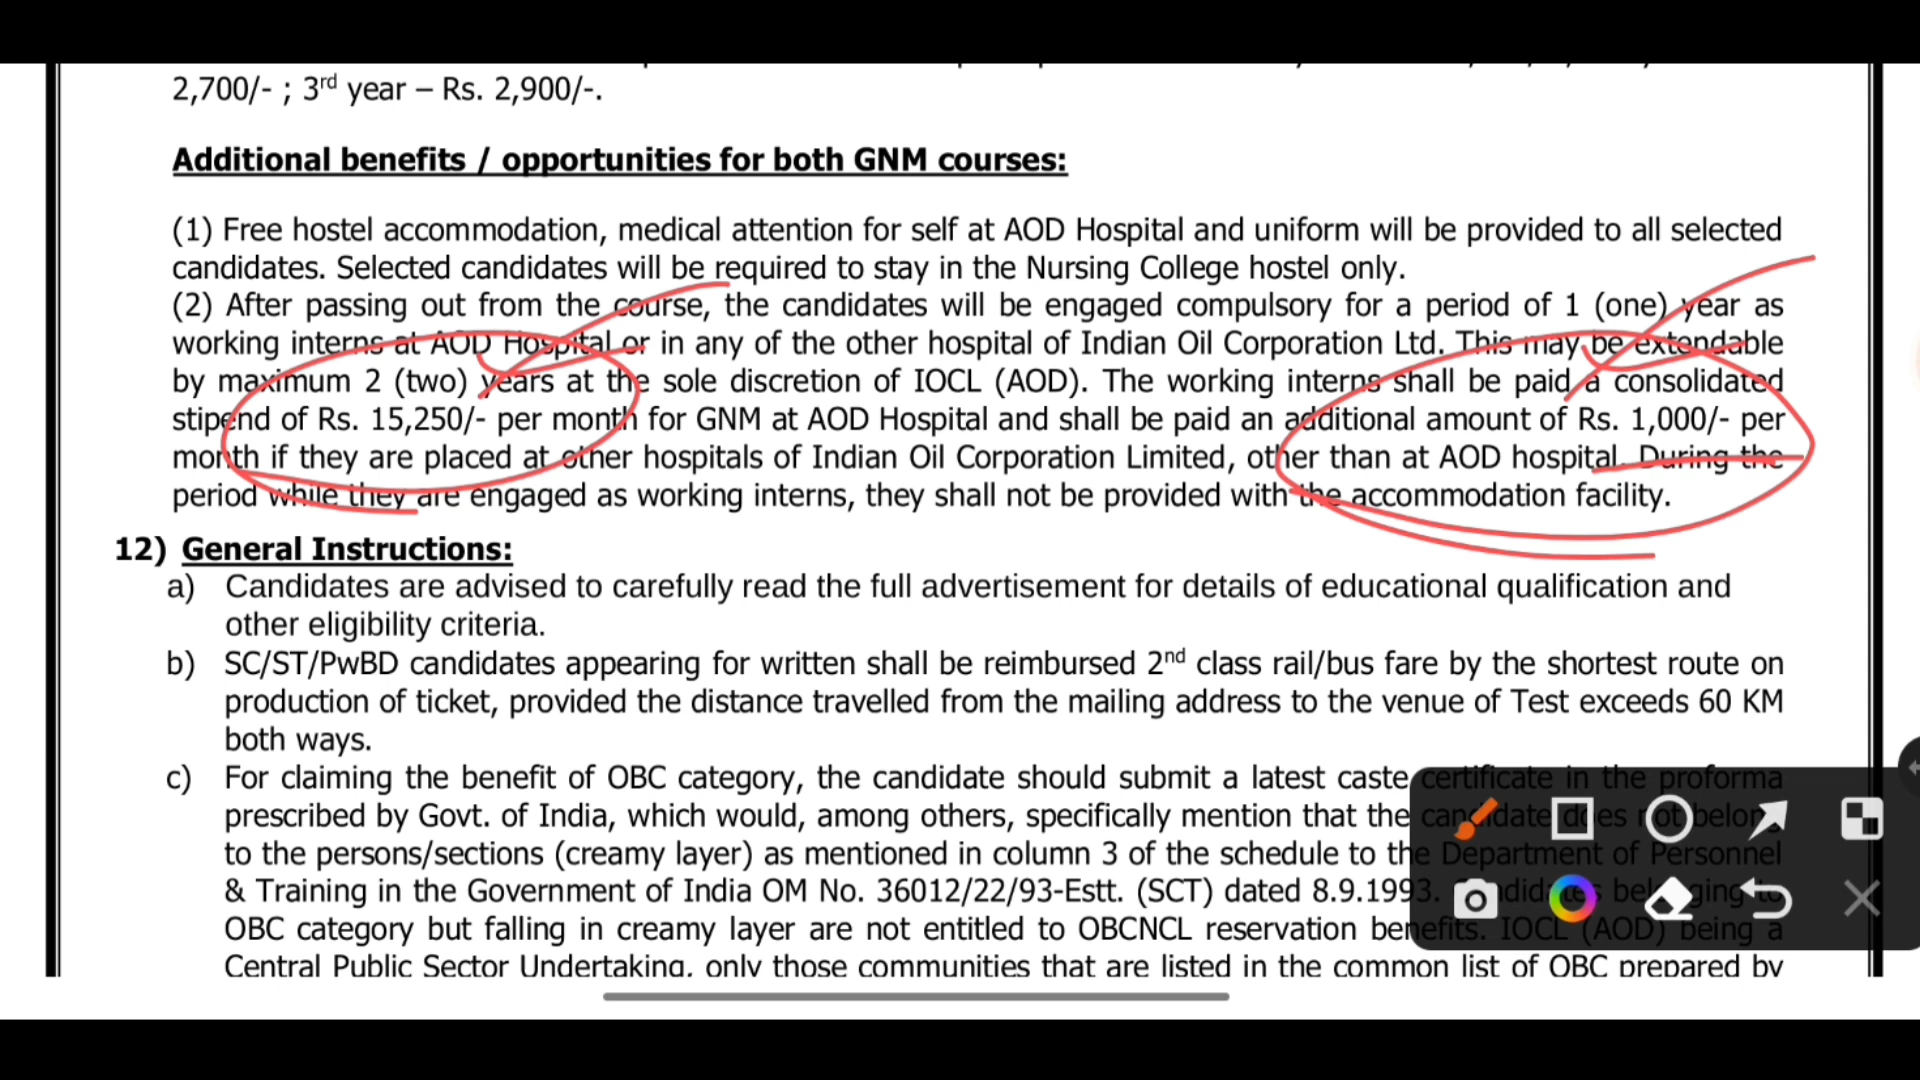 2,700/- ; 3rd year – Rs. 2,900/-.
Additional benefits / opportunities for both GNM courses:
(1) Free hostel accommodation, medical attention for self at AOD Hospital and uniform will be provided to all selected
candidates. Selected candidates will be required to stay in the Nursing College hostel only.
(2) After passing out from the course, the candidates will be engaged compulsory for a period of 1 (one) year as
working interns at AOD Hospital or in any of the other hospital of Indian Oil Corporation Ltd. This may be extendable
by maximum 2 (two) years at the sole discretion of IOCL (AOD). The working interns shall be paid a consolidated
stipend of Rs. 15,250/- per month for GNM at AOD Hospital and shall be paid an additional amount of Rs. 1,000/- per
month if they are placed at other hospitals of Indian Oil Corporation Limited, other than at AOD hospital. During the
period while they are engaged as working interns, they shall not be provided with the accommodation facility.
12) General Instructions:
a) Candidates are advised to carefully read the full advertisement for details of educational qualification and
other eligibility criteria.
b) SC/ST/PwBD candidates appearing for written shall be reimbursed 2nd class rail/bus fare by the shortest route on
production of ticket, provided the distance travelled from the mailing address to the venue of Test exceeds 60 KM
both ways.
c) For claiming the benefit of OBC category, the candidate should submit a latest caste certificate in the proforma
prescribed by Govt. of India, which would, among others, specifically mention that the candidate does not belong
to the persons/sections (creamy layer) as mentioned in column 3 of the schedule to the Department of Personnel
& Training in the Government of India OM No. 36012/22/93-Estt. (SCT) dated 8.9.1993. Candidates belonging to
OBC category but falling in creamy layer are not entitled to OBCNCL reservation benefits. IOCL (AOD) being a
Central Public Sector Undertaking, only those communities that are listed in the common list of OBC prepared by